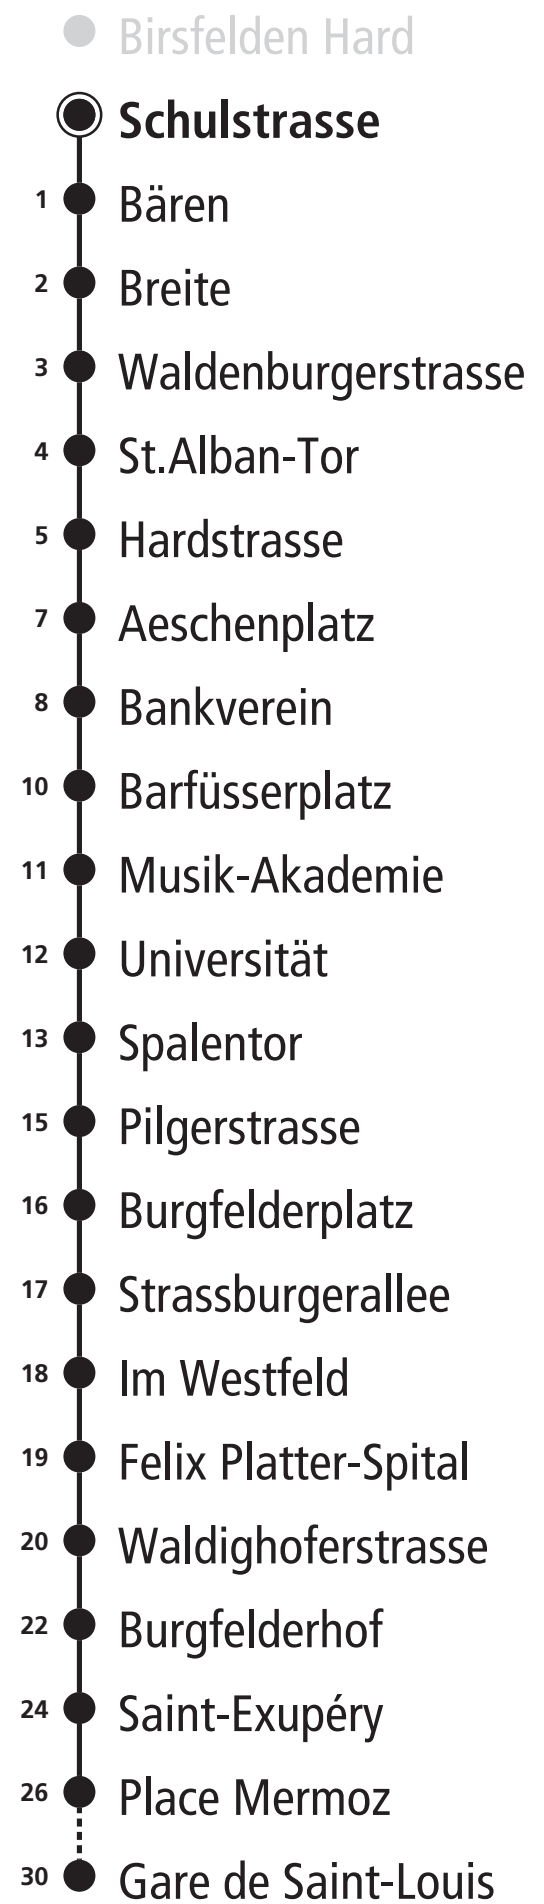 Birsfelden Hard
Schulstrasse
1 Bären
2 Breite
3 Waldenburgerstrasse
4 St.Alban-Tor
5 Hardstrasse
7 Aeschenplatz
8 Bankverein
10 Barfüsserplatz
11 Musik-Akademie
12 Universität
13 Spalentor
15 Pilgerstrasse
16 Burgfelderplatz
17 Strassburgerallee
18 Im Westfeld
19 Felix Platter-Spital
20 Waldighoferstrasse
22 Burgfelderhof
24 Saint-Exupéry
26 Place Mermoz
30 Gare de Saint-Louis